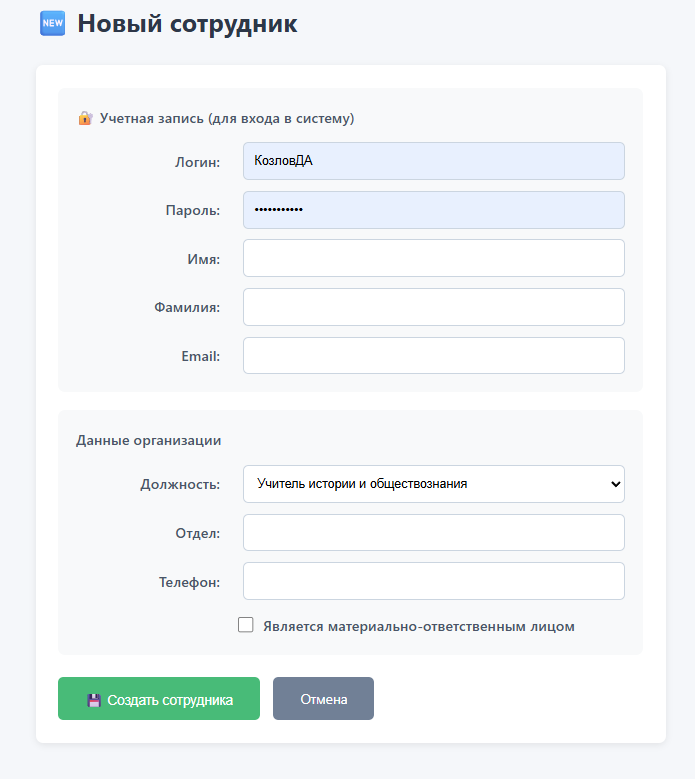 NEW Новый сотрудник
Учетная запись (для входа в систему)
Логин: КозловДА
Пароль: •••••••••••
Имя:
Фамилия:
Email:
Данные организации
Должность: Учитель истории и обществознания
Отдел:
Телефон:
Является материально-ответственным лицом
Создать сотрудника Отмена